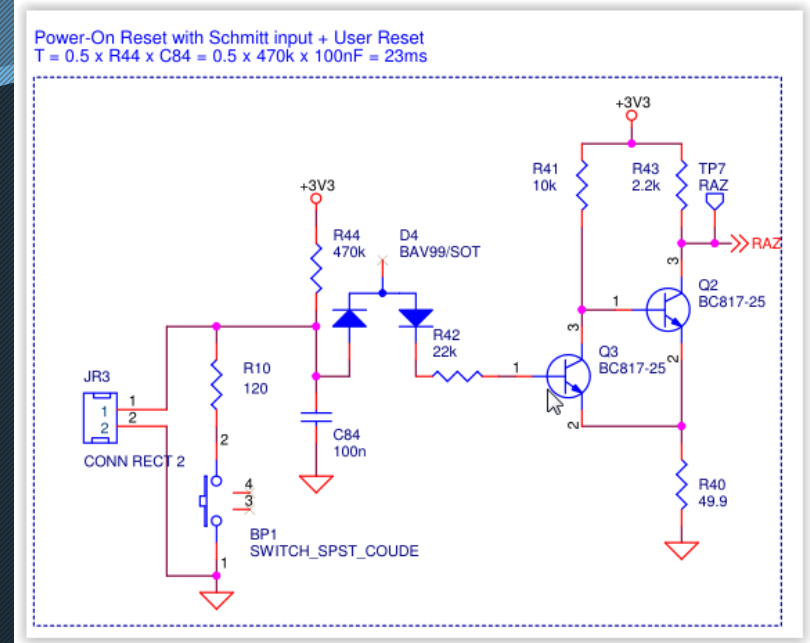 Power-On Reset with Schmitt input + User Reset
T = 0.5 x R44 x C84 = 0.5 x 470k x 100nF = 23ms
+3V3
R41
10k
R43
2.2k
TP7
RAZ
+3V3
R44
470k
D4
BAV99/SOT
RAZ
3
Q2
BC817-25
1
2
R42
22k
3
Q3
BC817-25
1
2
JR3
1
2
1
2
CONN RECT 2
R10
120
2
4
3
C84
100n
R40
49.9
BP1
SWITCH_SPST_COUDE
1